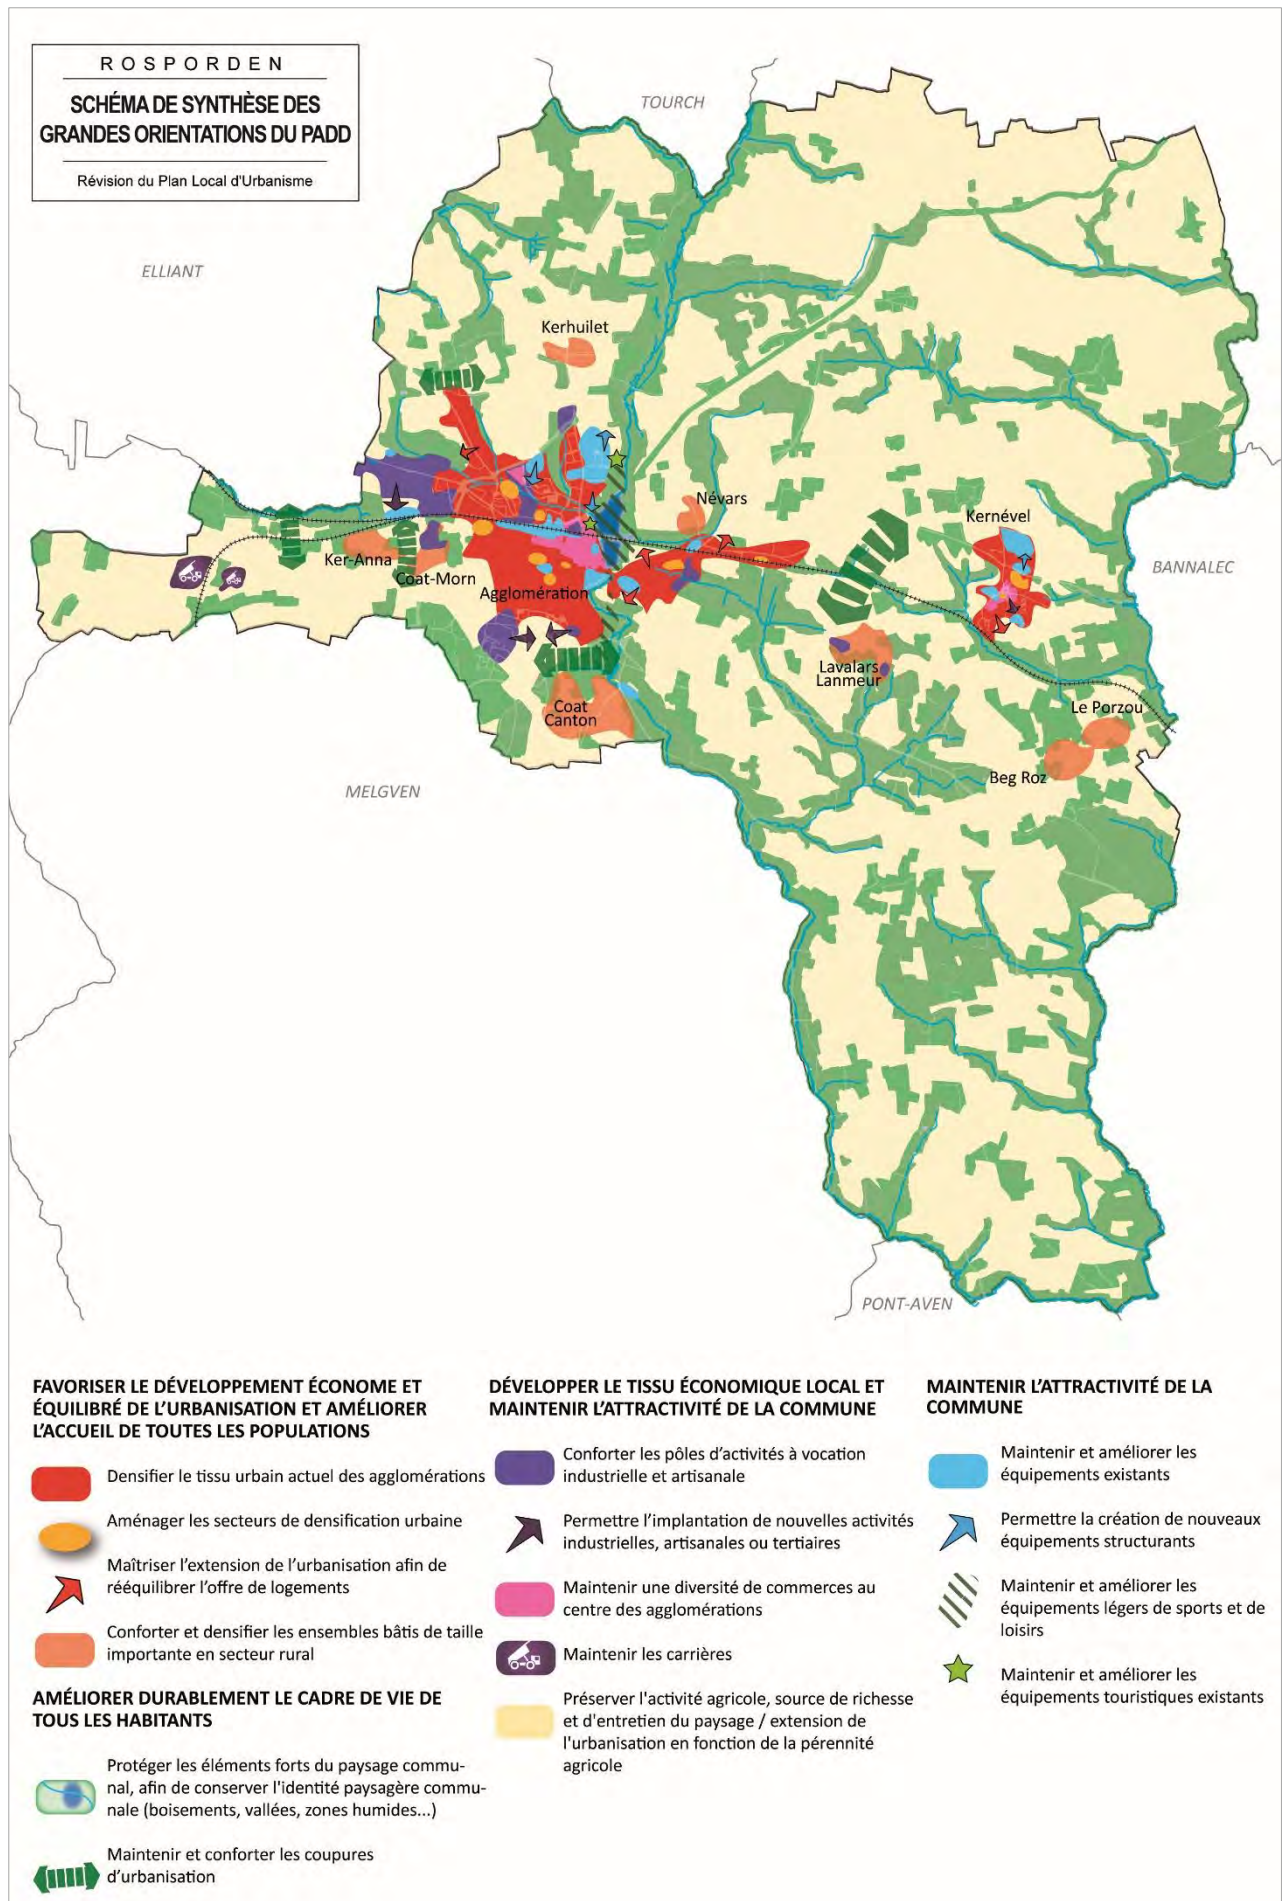 ROSPORDEN
SCHÉMA DE SYNTHÈSE DES
GRANDES ORIENTATIONS DU PADD
Révision du Plan Local d'Urbanisme
TOURCH
ELLIANT
Kerhuilet
Névars
Kernével
BANNALEC
Ker-Anna
Coat-Morn
Agglomération
Lavalars
Lanmeur
Coat
Canton
Le Porzou
Beg Roz
MELGVEN
PONT-AVEN
FAVORISER LE DÉVELOPPEMENT ÉCONOME ET
ÉQUILIBRÉ DE L'URBANISATION ET AMÉLIORER
L'ACCUEIL DE TOUTES LES POPULATIONS
Densifier le tissu urbain actuel des agglomérations
Aménager les secteurs de densification urbaine
Maîtriser l'extension de l'urbanisation afin de
rééquilibrer l'offre de logements
Conforter et densifier les ensembles bâtis de taille
importante en secteur rural
AMÉLIORER DURABLEMENT LE CADRE DE VIE DE
TOUS LES HABITANTS
Protéger les éléments forts du paysage commu-
nal, afin de conserver l'identité paysagère commu-
nale (boisements, vallées, zones humides...)
Maintenir et conforter les coupures
d'urbanisation
DÉVELOPPER LE TISSU ÉCONOMIQUE LOCAL ET
MAINTENIR L'ATTRACTIVITÉ DE LA COMMUNE
Conforter les pôles d'activités à vocation
industrielle et artisanale
Permettre l'implantation de nouvelles activités
industrielles, artisanales ou tertiaires
Maintenir une diversité de commerces au
centre des agglomérations
Maintenir les carrières
Préserver l'activité agricole, source de richesse
et d'entretien du paysage / extension de
l'urbanisation en fonction de la pérennité
agricole
MAINTENIR L'ATTRACTIVITÉ DE LA
COMMUNE
Maintenir et améliorer les
équipements existants
Permettre la création de nouveaux
équipements structurants
Maintenir et améliorer les
équipements légers de sports et de
loisirs
Maintenir et améliorer les
équipements touristiques existants